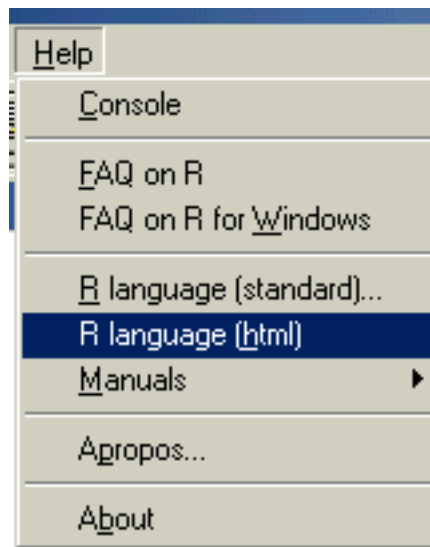 Help
Console
FAQ on R
FAQ on R for Windows
R language (standard)...
R language (html)
Manuals
Apropos...
About